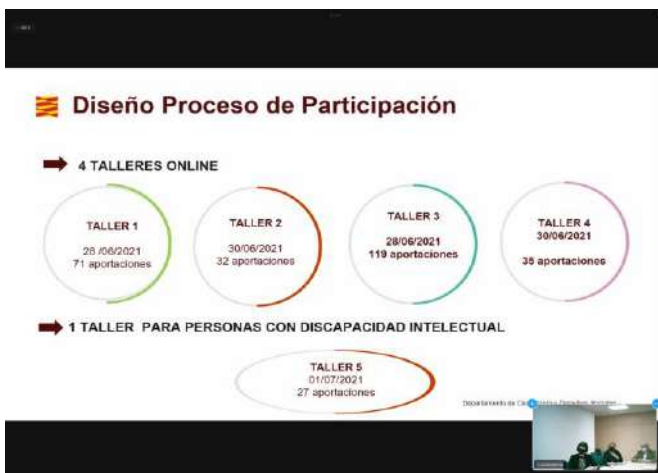 Diseño Proceso de Participación
4 TALLERES ONLINE
TALLER 1
28 /06/2021
71 aportaciones
TALLER 2
30/06/2021
32 aportaciones
TALLER 3
28/06/2021
119 aportaciones
TALLER 4
30/06/2021
35 aportaciones
1 TALLER PARA PERSONAS CON DISCAPACIDAD INTELECTUAL
TALLER 5
01/07/2021
27 aportaciones
Departamento de